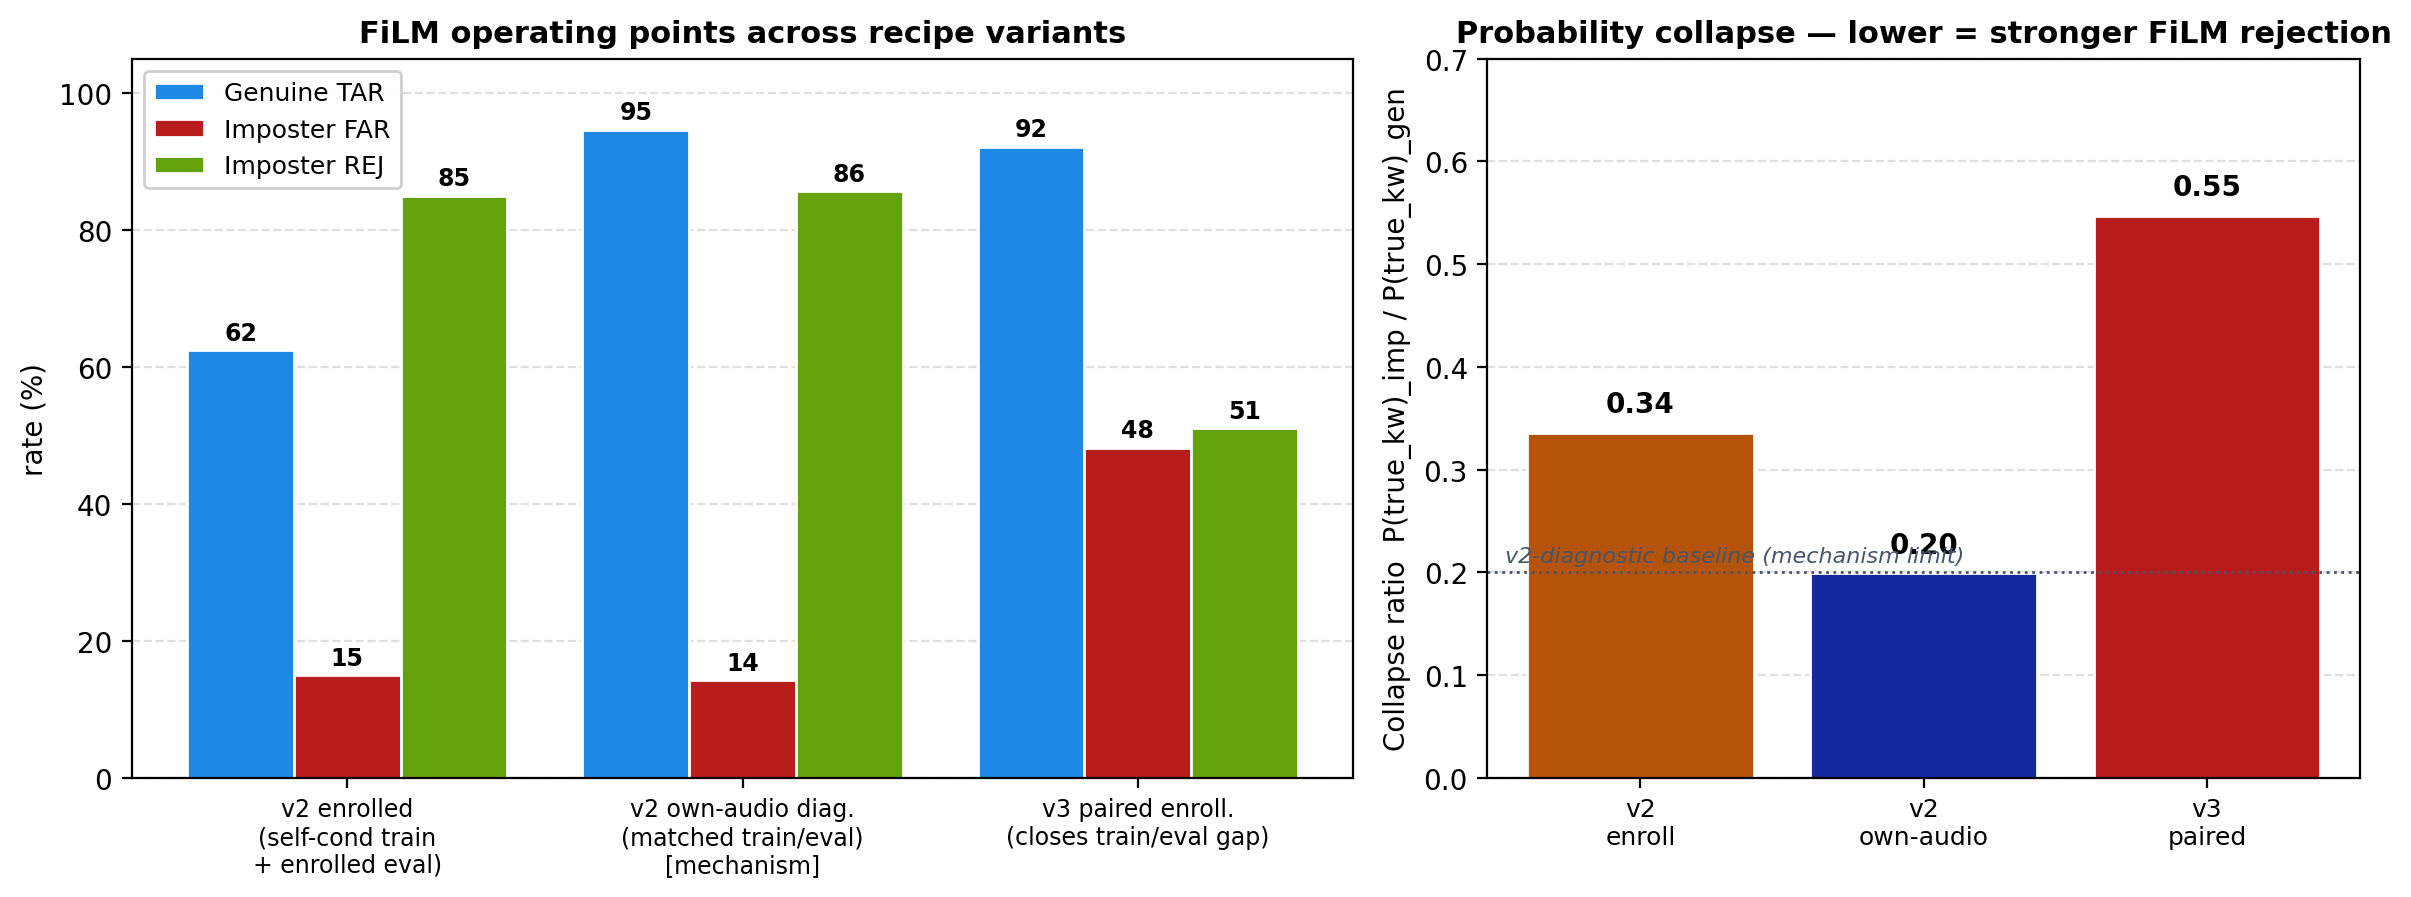 FiLM operating points across recipe variants
Genuine TAR
Imposter FAR
Imposter REJ
rate (%)
100
80
60
40
20
0
62
15
85
95
14
86
92
48
51
v2 enrolled
(self-cond train
+ enrolled eval)
v2 own-audio diag.
(matched train/eval)
[mechanism]
v3 paired enroll.
(closes train/eval gap)
Probability collapse — lower = stronger FiLM rejection
Collapse ratio  P(true_kw)_imp / P(true_kw)_gen
0.7
0.6
0.5
0.4
0.3
0.2
0.1
0.0
0.34
0.20
0.55
v2-diagnostic baseline (mechanism limit)
v2
enroll
v2
own-audio
v3
paired